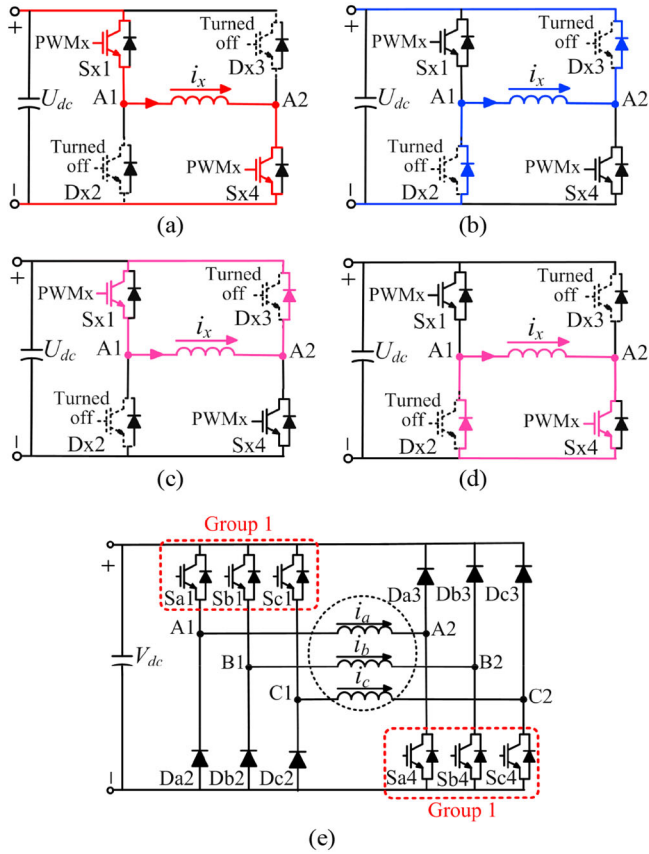 +
PWMx
Sx1
Turned
off
Dx3
U_dc
A1
i_x
A2
Turned
off
Dx2
PWMx
Sx4
−
(a)
+
PWMx
Sx1
Turned
off
Dx3
U_dc
A1
i_x
A2
Turned
off
Dx2
PWMx
Sx4
−
(b)
+
PWMx
Sx1
Turned
off
Dx3
U_dc
A1
i_x
A2
Turned
off
Dx2
PWMx
Sx4
−
(c)
+
PWMx
Sx1
Turned
off
Dx3
U_dc
A1
i_x
A2
Turned
off
Dx2
PWMx
Sx4
−
(d)
Group 1
+
Sa1 Sb1 Sc1
Da3 Db3 Dc3
A1
i_a
A2
V_dc
B1
i_b
B2
C1
i_c
C2
Da2 Db2 Dc2
Sa4 Sb4 Sc4
−
Group 1
(e)